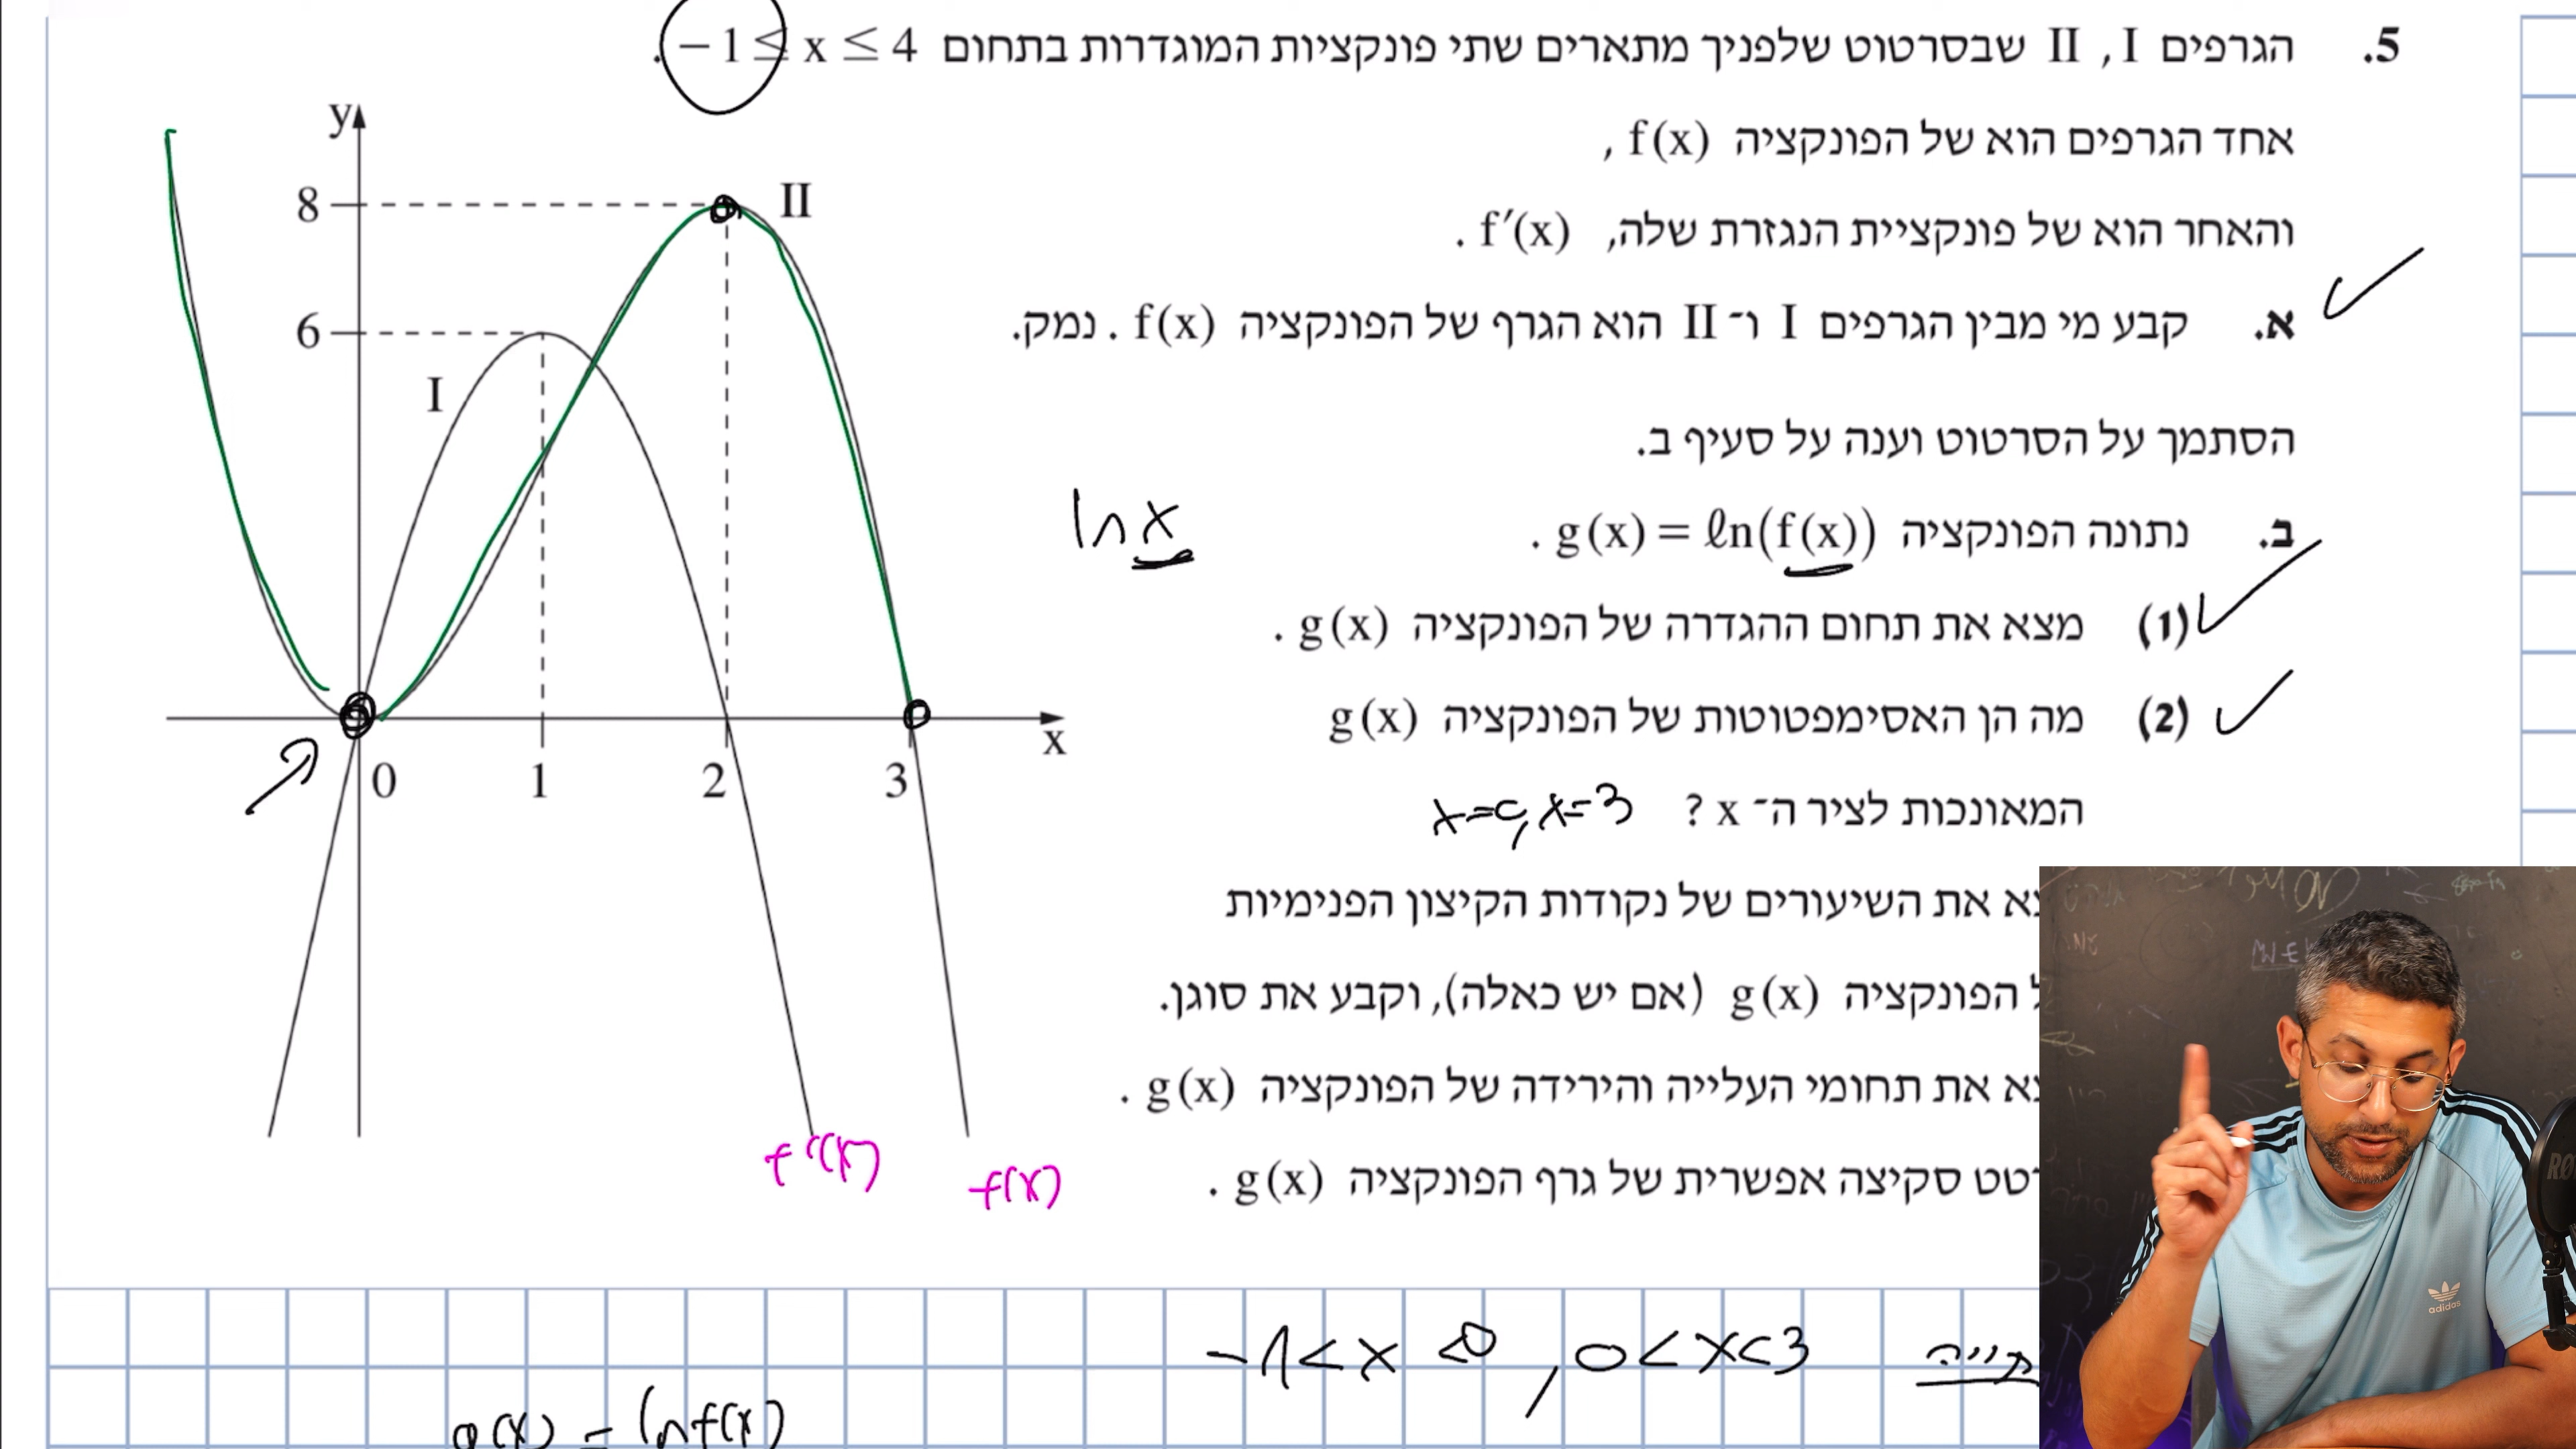 5. הגרפים I , II שבסרטוט שלפניך מתארים שתי פונקציות המוגדרות בתחום −1 ≤ x ≤ 4 .
אחד הגרפים הוא של הפונקציה f(x) ,
והאחר הוא של פונקציית הנגזרת שלה, f′(x) .
א. קבע מי מבין הגרפים I ו־II הוא הגרף של הפונקציה f(x) . נמק.
הסתמך על הסרטוט וענה על סעיף ב.
ב. נתונה הפונקציה g(x) = ℓn(f(x)) .
ln x
(1) מצא את תחום ההגדרה של הפונקציה g(x) .
(2) מה הן האסימפטוטות של הפונקציה g(x)
המאונכות לציר ה־ x ?
x=3
את השיעורים של נקודות הקיצון הפנימיות
הפונקציה g(x) (אם יש כאלה), וקבע את סוגן.
את תחומי העלייה והירידה של הפונקציה g(x) .
סקיצה אפשרית של גרף הפונקציה g(x) .
y
8
II
6
I
x
0 1 2 3
f'(x)
f(x)
−1<x<0 , 0<x<3
g(x) = ln f(x)
adidas